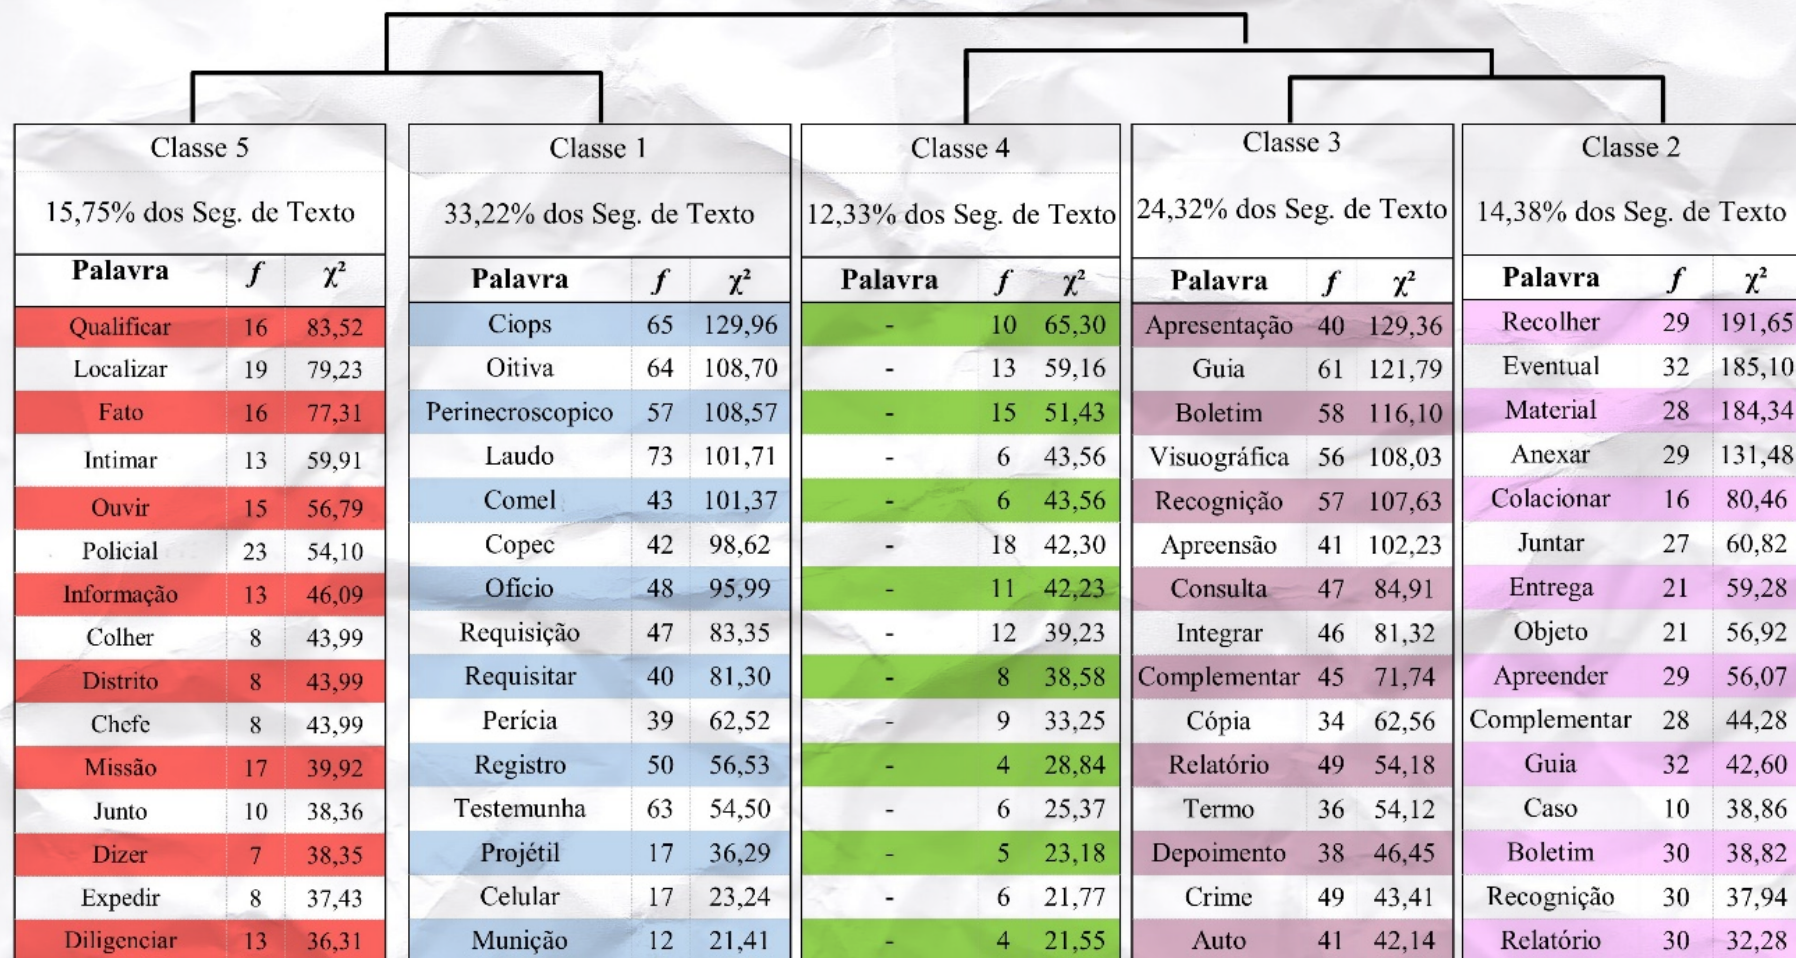 Classe 5
15,75% dos Seg. de Texto
Palavra f χ²
Qualificar 16 83,52
Localizar 19 79,23
Fato 16 77,31
Intimar 13 59,91
Ouvir 15 56,79
Policial 23 54,10
Informação 13 46,09
Colher 8 43,99
Distrito 8 43,99
Chefe 8 43,99
Missão 17 39,92
Junto 10 38,36
Dizer 7 38,35
Expedir 8 37,43
Diligenciar 13 36,31
Classe 1
33,22% dos Seg. de Texto
Palavra f χ²
Ciops 65 129,96
Oitiva 64 108,70
Perinecroscopico 57 108,57
Laudo 73 101,71
Comel 43 101,37
Copec 42 98,62
Ofício 48 95,99
Requisição 47 83,35
Requisitar 40 81,30
Perícia 39 62,52
Registro 50 56,53
Testemunha 63 54,50
Projétil 17 36,29
Celular 17 23,24
Munição 12 21,41
Classe 4
12,33% dos Seg. de Texto
Palavra f χ²
- 10 65,30
- 13 59,16
- 15 51,43
- 6 43,56
- 6 43,56
- 18 42,30
- 11 42,23
- 12 39,23
- 8 38,58
- 9 33,25
- 4 28,84
- 6 25,37
- 5 23,18
- 6 21,77
- 4 21,55
Classe 3
24,32% dos Seg. de Texto
Palavra f χ²
Apresentação 40 129,36
Guia 61 121,79
Boletim 58 116,10
Visuográfica 56 108,03
Recognição 57 107,63
Apreensão 41 102,23
Consulta 47 84,91
Integrar 46 81,32
Complementar 45 71,74
Cópia 34 62,56
Relatório 49 54,18
Termo 36 54,12
Depoimento 38 46,45
Crime 49 43,41
Auto 41 42,14
Classe 2
14,38% dos Seg. de Texto
Palavra f χ²
Recolher 29 191,65
Eventual 32 185,10
Material 28 184,34
Anexar 29 131,48
Colacionar 16 80,46
Juntar 27 60,82
Entrega 21 59,28
Objeto 21 56,92
Apreender 29 56,07
Complementar 28 44,28
Guia 32 42,60
Caso 10 38,86
Boletim 30 38,82
Recognição 30 37,94
Relatório 30 32,28